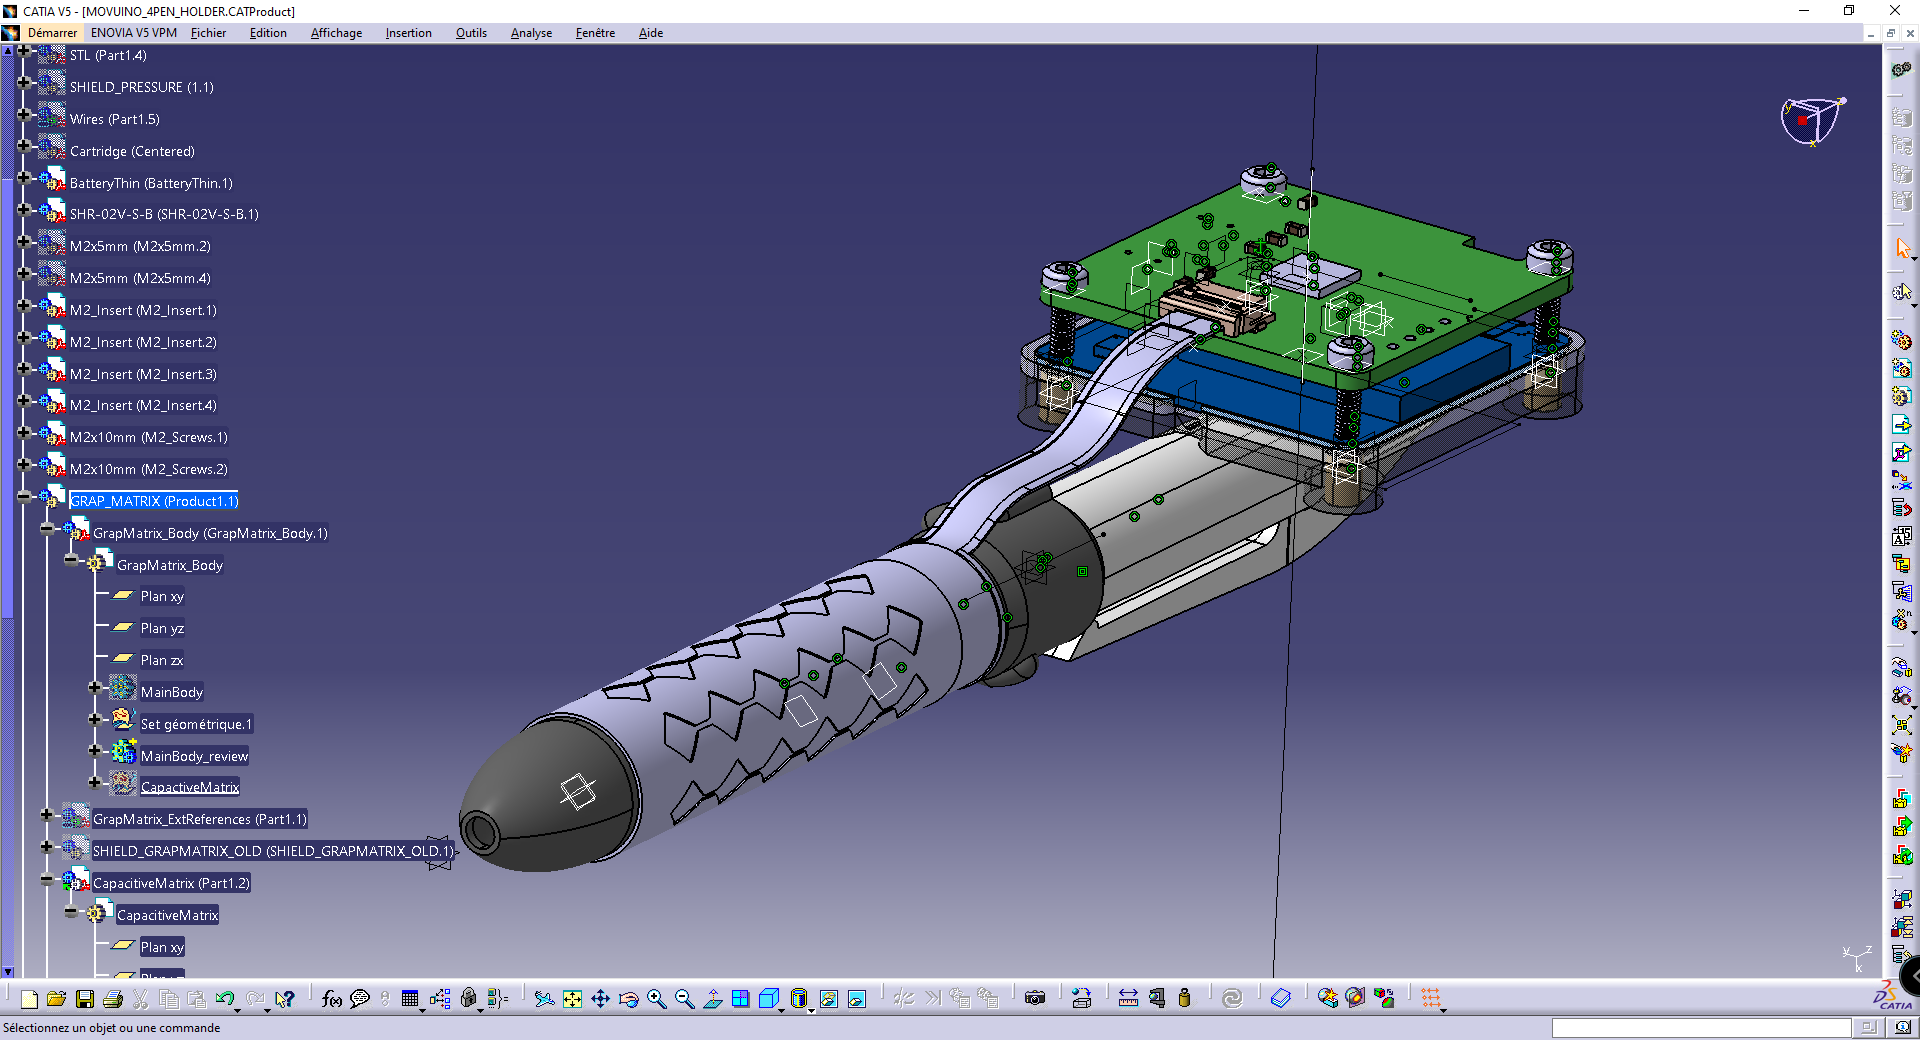 CATIA V5 - [MOVUINO_4PEN_HOLDER.CATProduct]
Démarrer ENOVIA V5 VPM Fichier Edition Affichage Insertion Outils Analyse Fenêtre Aide
STL (Part1.4)
SHIELD_PRESSURE (1.1)
Wires (Part1.5)
Cartridge (Centered)
BatteryThin (BatteryThin.1)
SHR-02V-S-B (SHR-02V-S-B.1)
M2x5mm (M2x5mm.2)
M2x5mm (M2x5mm.4)
M2_Insert (M2_Insert.1)
M2_Insert (M2_Insert.2)
M2_Insert (M2_Insert.3)
M2_Insert (M2_Insert.4)
M2x10mm (M2_Screws.1)
M2x10mm (M2_Screws.2)
GRAP_MATRIX (Product1.1)
GrapMatrix_Body (GrapMatrix_Body.1)
GrapMatrix_Body
Plan xy
Plan yz
Plan zx
MainBody
Set géométrique.1
MainBody_review
CapactiveMatrix
GrapMatrix_ExtReferences (Part1.1)
SHIELD_GRAPMATRIX_OLD (SHIELD_GRAPMATRIX_OLD.1)
CapacitiveMatrix (Part1.2)
CapacitiveMatrix
Plan xy
y z
x
y z
x
f(x)
CATIA
Sélectionnez un objet ou une commande